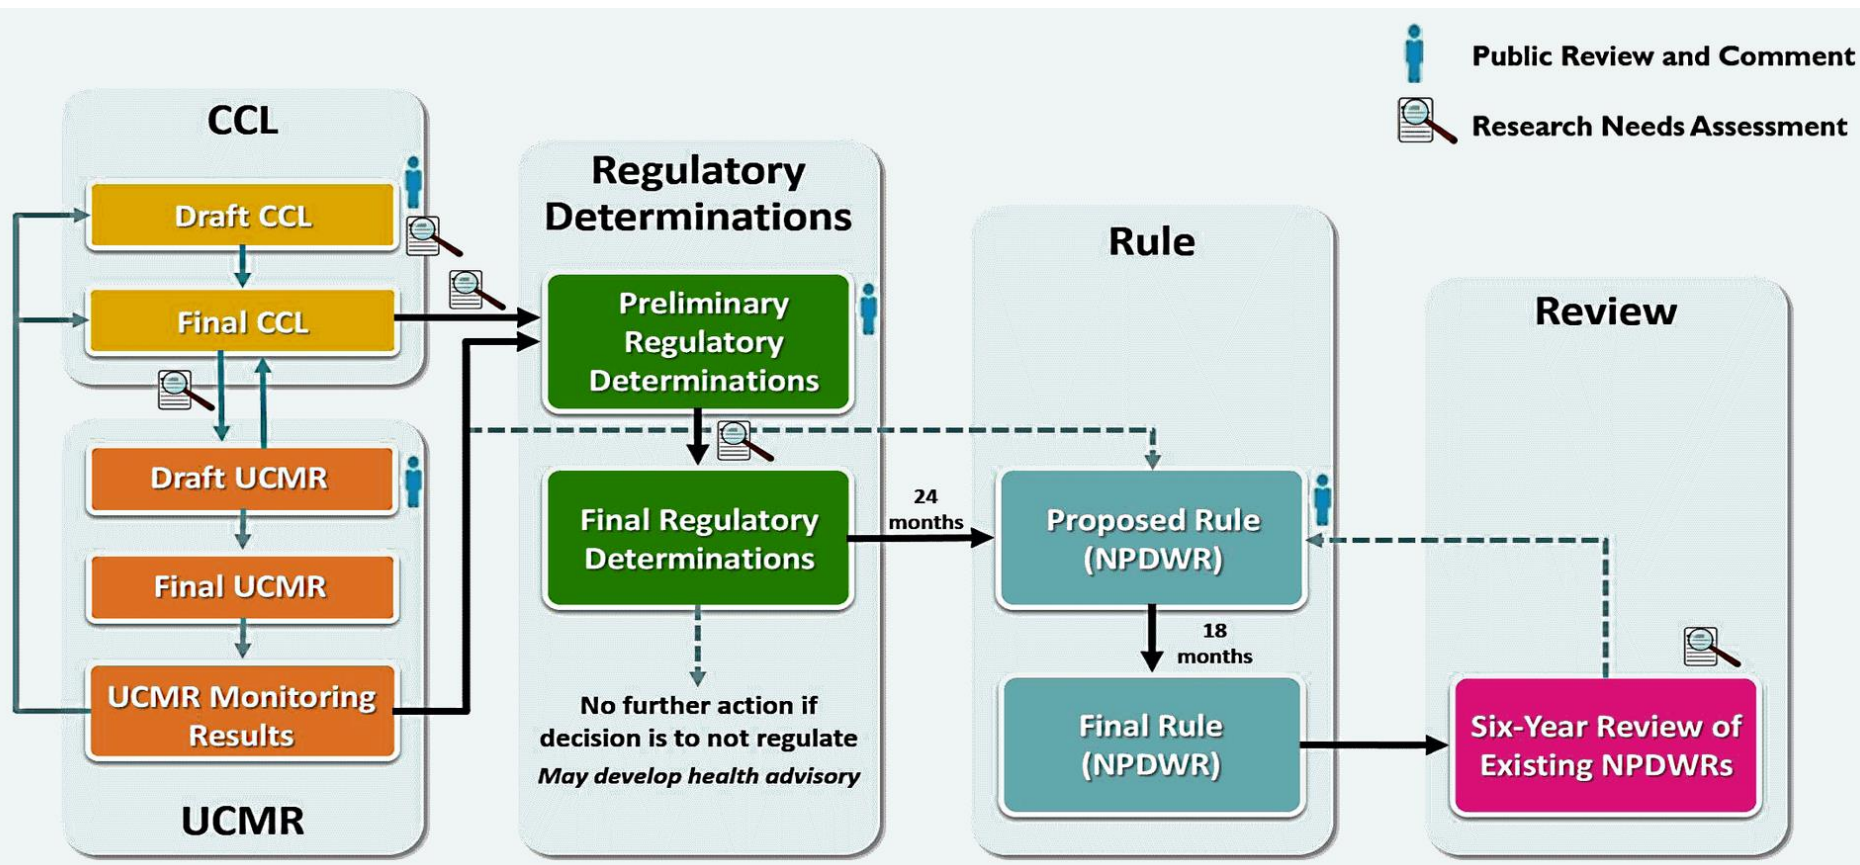 Public Review and Comment
Research Needs Assessment
CCL
Draft CCL
Final CCL
Draft UCMR
Final UCMR
UCMR Monitoring
Results
UCMR
Regulatory
Determinations
Preliminary
Regulatory
Determinations
Final Regulatory
Determinations
No further action if
decision is to not regulate
May develop health advisory
24
months
Rule
Proposed Rule
(NPDWR)
18
months
Final Rule
(NPDWR)
Review
Six-Year Review of
Existing NPDWRs